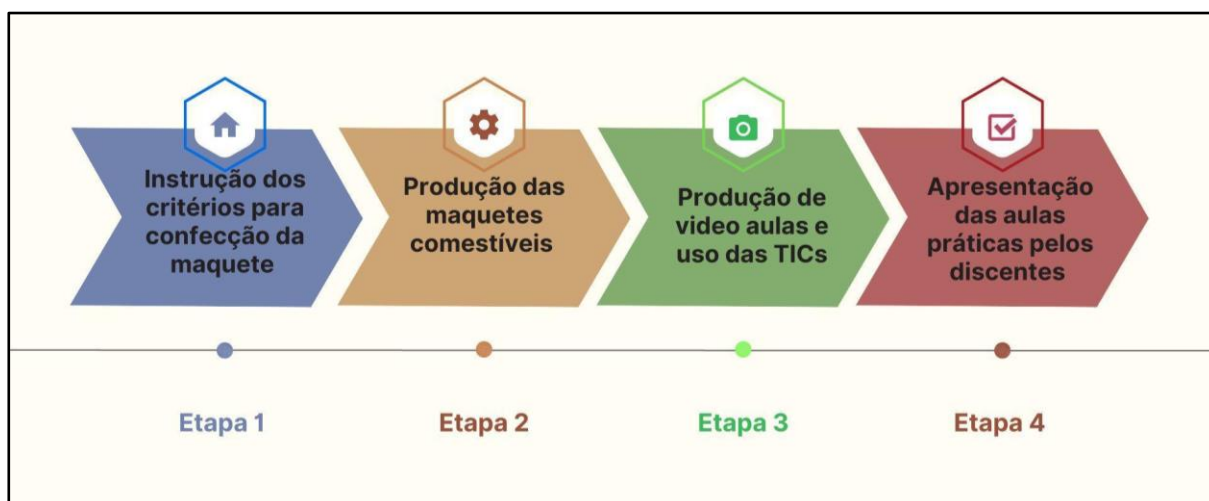 Instrução dos
critérios para
confecção da
maquete
Produção das
maquetes
comestíveis
Produção de
video aulas e
uso das TICs
Apresentação
das aulas
práticas pelos
discentes
Etapa 1
Etapa 2
Etapa 3
Etapa 4